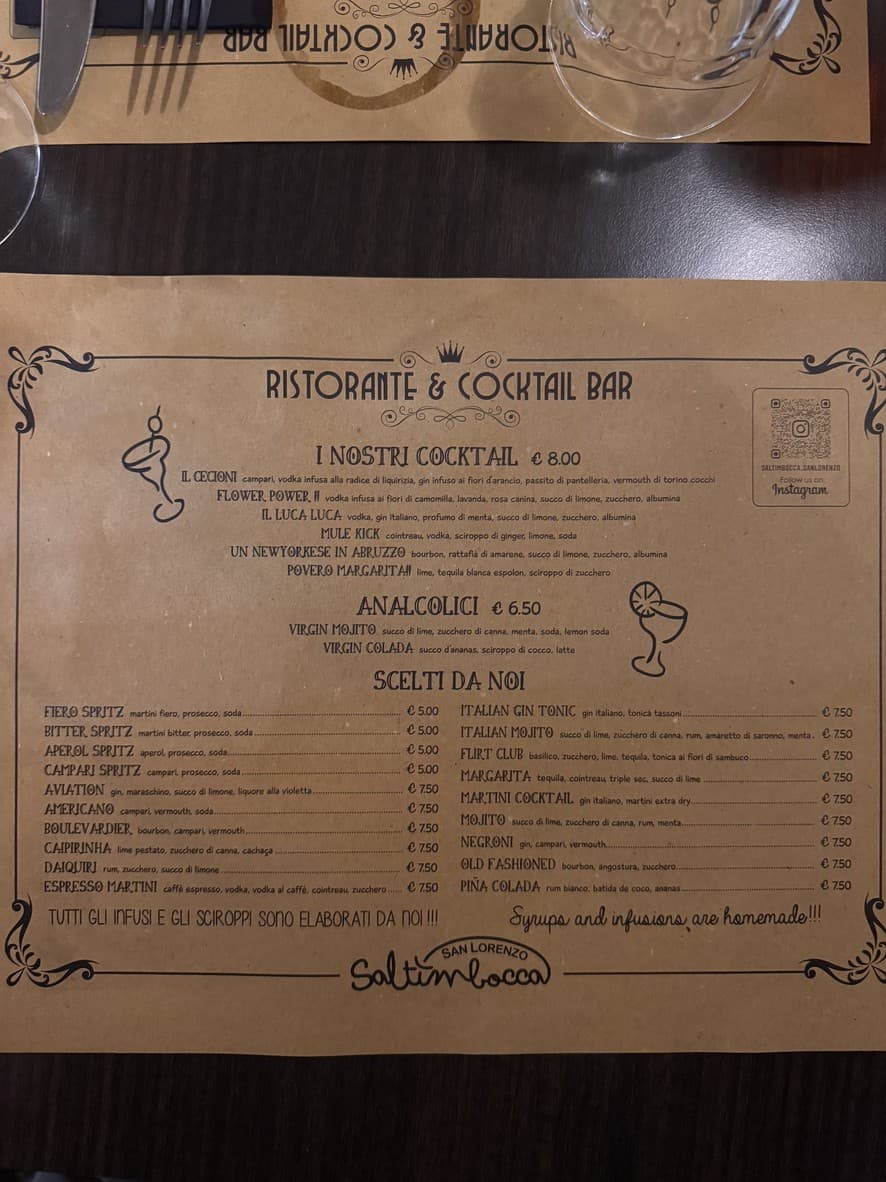 RISTORANTE & COCKTAIL BAR
RISTORANTE & COCKTAIL BAR
SALTIMBOCCA.SANLORENZO
Follow us on
Instagram
I NOSTRI COCKTAIL € 8.00
IL CECIONI campari, vodka infusa alla radice di liquirizia, gin infuso ai fiori d'arancio, passito di pantelleria, vermouth di torino cocchi
FLOWER POWER !! vodka infusa ai fiori di camomilla, lavanda, rosa canina, succo di limone, zucchero, albumina
IL LUCA LUCA vodka, gin italiano, profumo di menta, succo di limone, zucchero, albumina
MULE KICK cointreau, vodka, sciroppo di ginger, limone, soda
UN NEWYORKESE IN ABRUZZO bourbon, rattafià di amarene, succo di limone, zucchero, albumina
POVERO MARGARITA!! lime, tequila blanca espolon, sciroppo di zucchero
ANALCOLICI € 6.50
VIRGIN MOJITO succo di lime, zucchero di canna, menta, soda, lemon soda
VIRGIN COLADA succo d'ananas, sciroppo di cocco, latte
SCELTI DA NOI
FIERO SPRITZ martini fiero, prosecco, soda € 5.00
BITTER SPRITZ martini bitter, prosecco, soda € 5.00
APEROL SPRITZ aperol, prosecco, soda € 5.00
CAMPARI SPRITZ campari, prosecco, soda € 5.00
AVIATION gin, maraschino, succo di limone, liquore alla violetta € 7.50
AMERICANO campari, vermouth, soda € 7.50
BOULEVARDIER bourbon, campari, vermouth € 7.50
CAIPIRINHA lime pestato, zucchero di canna, cachaça € 7.50
DAIQUIRI rum, zucchero, succo di limone € 7.50
ESPRESSO MARTINI caffè espresso, vodka, vodka al caffè, cointreau, zucchero € 7.50
ITALIAN GIN TONIC gin italiano, tonica tassoni € 7.50
ITALIAN MOJITO succo di lime, zucchero di canna, rum, amaretto di saronno, menta € 7.50
FLIRT CLUB basilico, zucchero, lime, tequila, tonica ai fiori di sambuco € 7.50
MARGARITA tequila, cointreau, triple sec, succo di lime € 7.50
MARTINI COCKTAIL gin italiano, martini extra dry € 7.50
MOJITO succo di lime, zucchero di canna, rum, menta € 7.50
NEGRONI gin, campari, vermouth € 7.50
OLD FASHIONED bourbon, angostura, zucchero € 7.50
PIÑA COLADA rum bianco, batida de coco, ananas € 7.50
TUTTI GLI INFUSI E GLI SCIROPPI SONO ELABORATI DA NOI !!!
Syrups and infusions are homemade!!!
SAN LORENZO
Saltimbocca